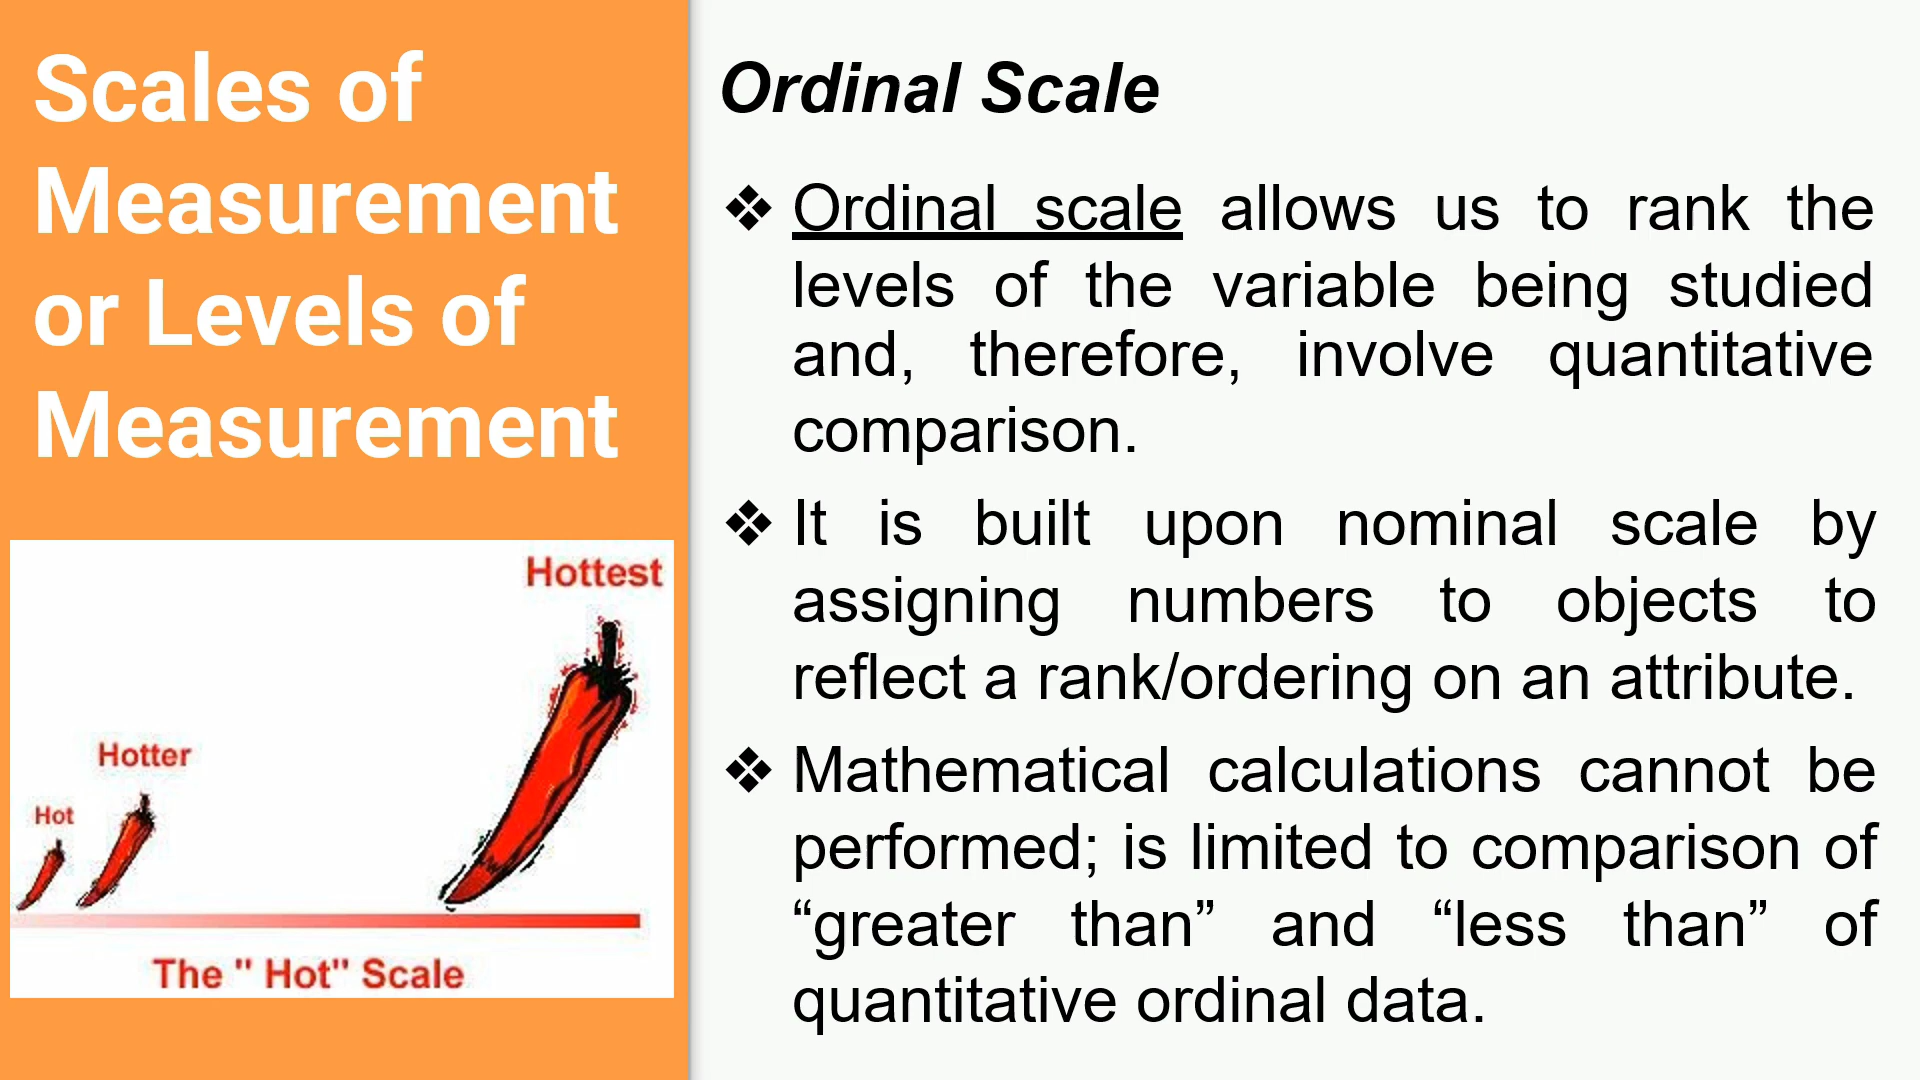 Scales of
Measurement
or Levels of
Measurement
Hottest
Hotter
Hot
The " Hot" Scale
Ordinal Scale
❖ Ordinal scale allows us to rank the
levels of the variable being studied
and, therefore, involve quantitative
comparison.
❖ It is built upon nominal scale by
assigning numbers to objects to
reflect a rank/ordering on an attribute.
❖ Mathematical calculations cannot be
performed; is limited to comparison of
“greater than” and “less than” of
quantitative ordinal data.